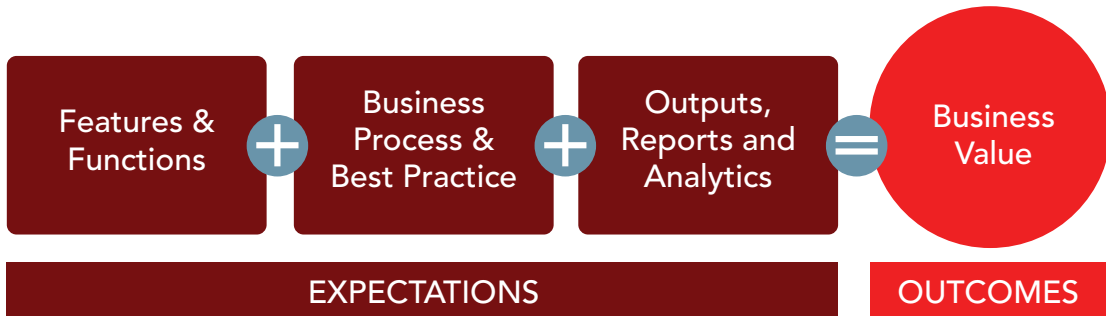 Features &
Functions
+
Business
Process &
Best Practice
+
Outputs,
Reports and
Analytics
=
Business
Value
EXPECTATIONS
OUTCOMES